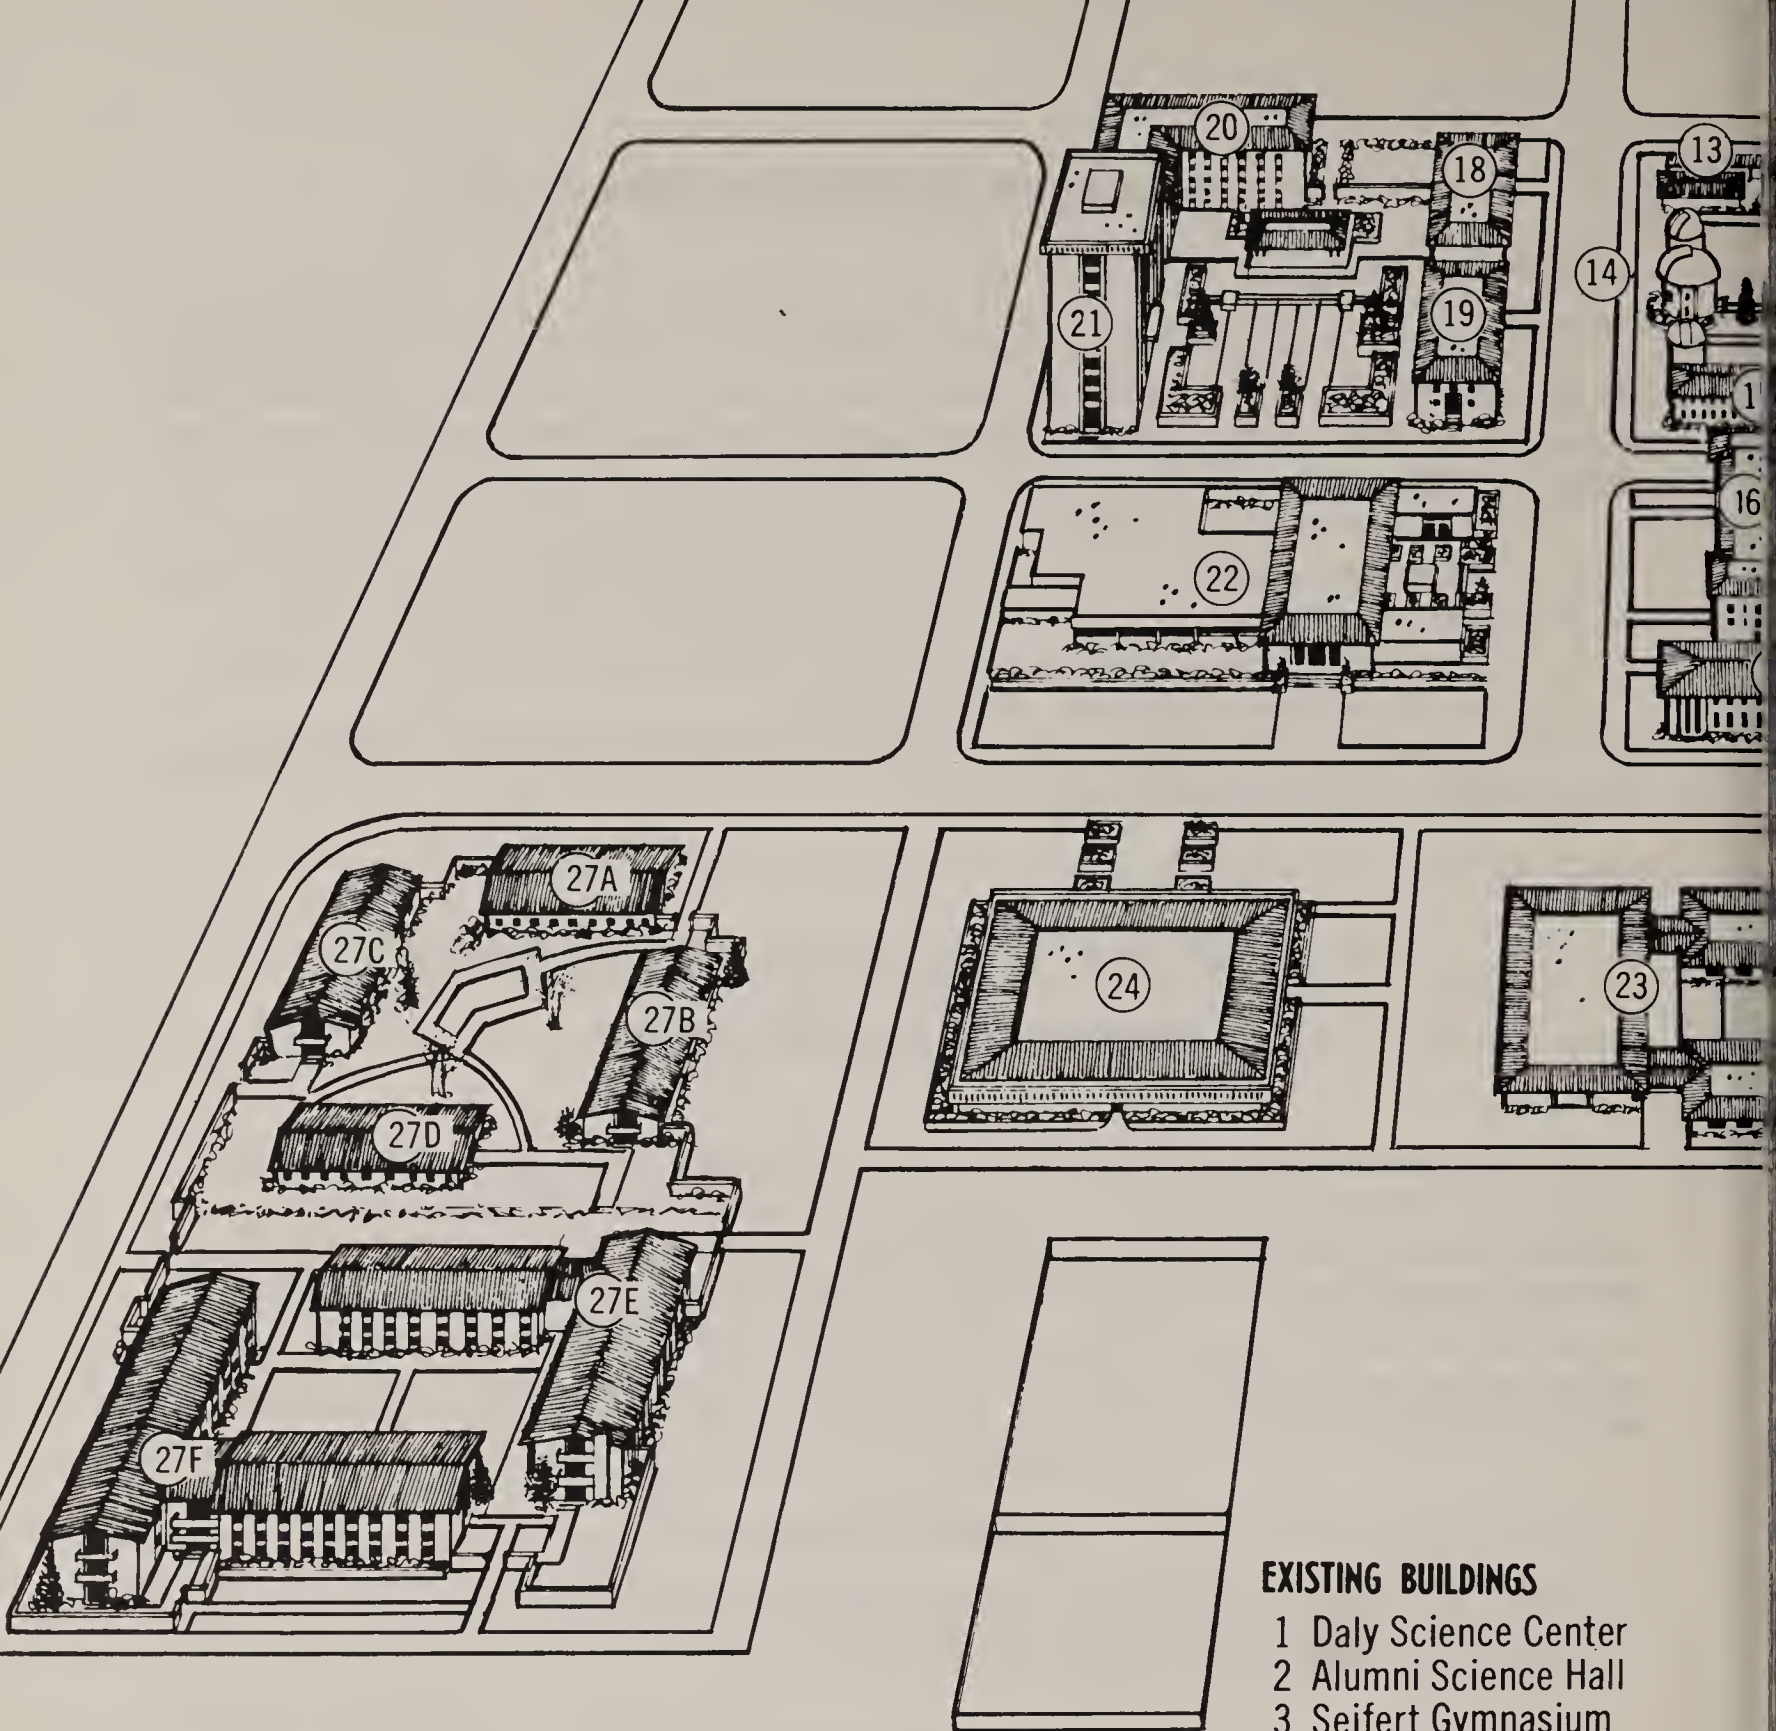 20
18
13
14
21
19
1
16
22
27A
27C
24
23
27B
27D
27E
27F
EXISTING BUILDINGS
1 Daly Science Center
2 Alumni Science Hall
3 Seifert Gymnasium